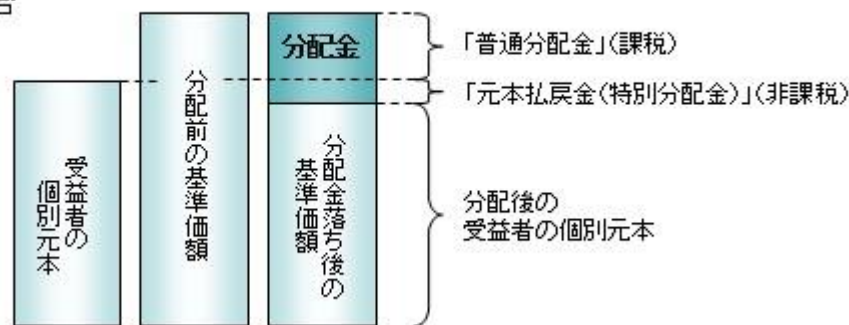 分配金
「普通分配金」(課税)
「元本払戻金(特別分配金)」(非課税)
受益者の
個別元本
分配前の基準価額
分配金落ち後の
基準価額
分配後の
受益者の個別元本